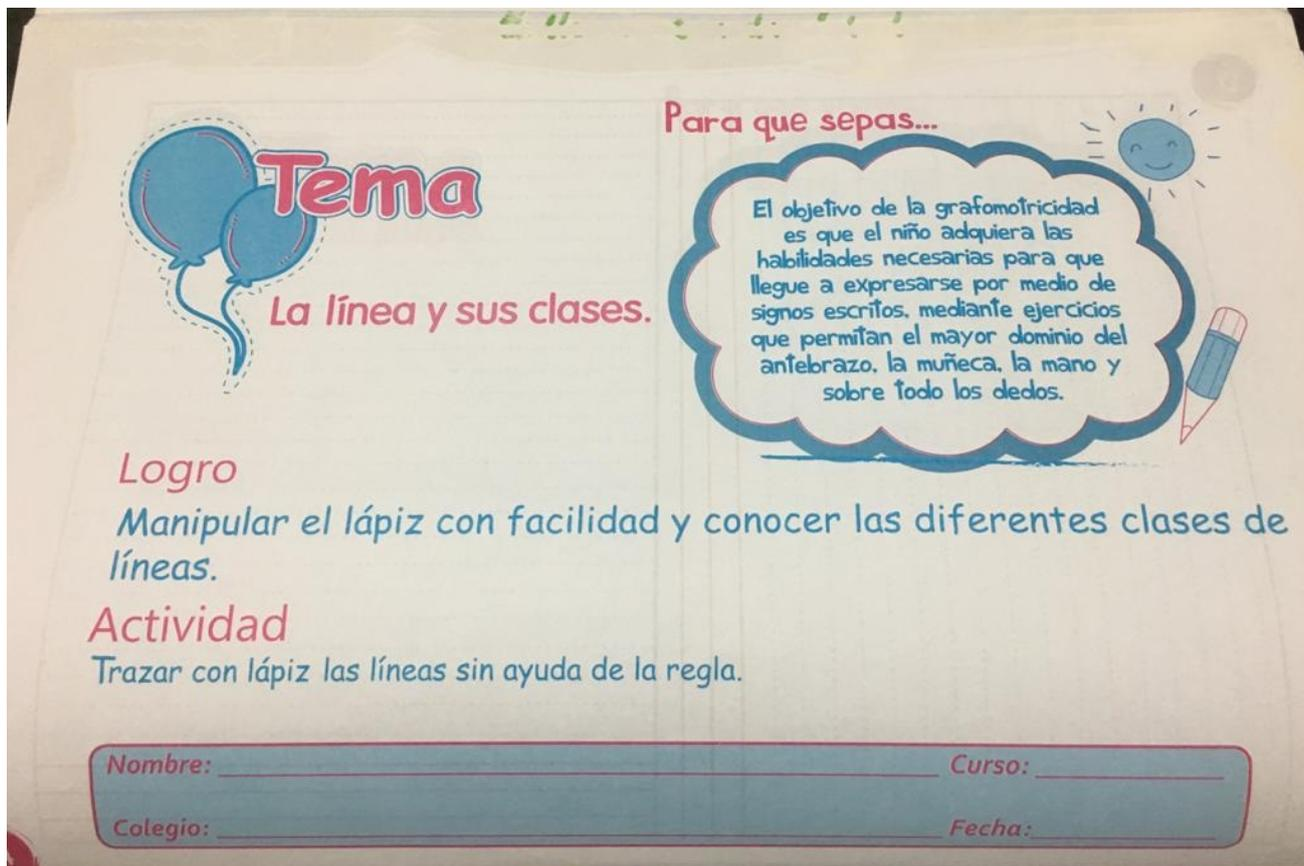 Tema
La línea y sus clases.
Para que sepas...
El objetivo de la grafomotricidad
es que el niño adquiera las
habilidades necesarias para que
llegue a expresarse por medio de
signos escritos, mediante ejercicios
que permitan el mayor dominio del
antebrazo, la muñeca, la mano y
sobre todo los dedos.
Logro
Manipular el lápiz con facilidad y conocer las diferentes clases de
líneas.
Actividad
Trazar con lápiz las líneas sin ayuda de la regla.
Nombre: Curso:
Colegio: Fecha: